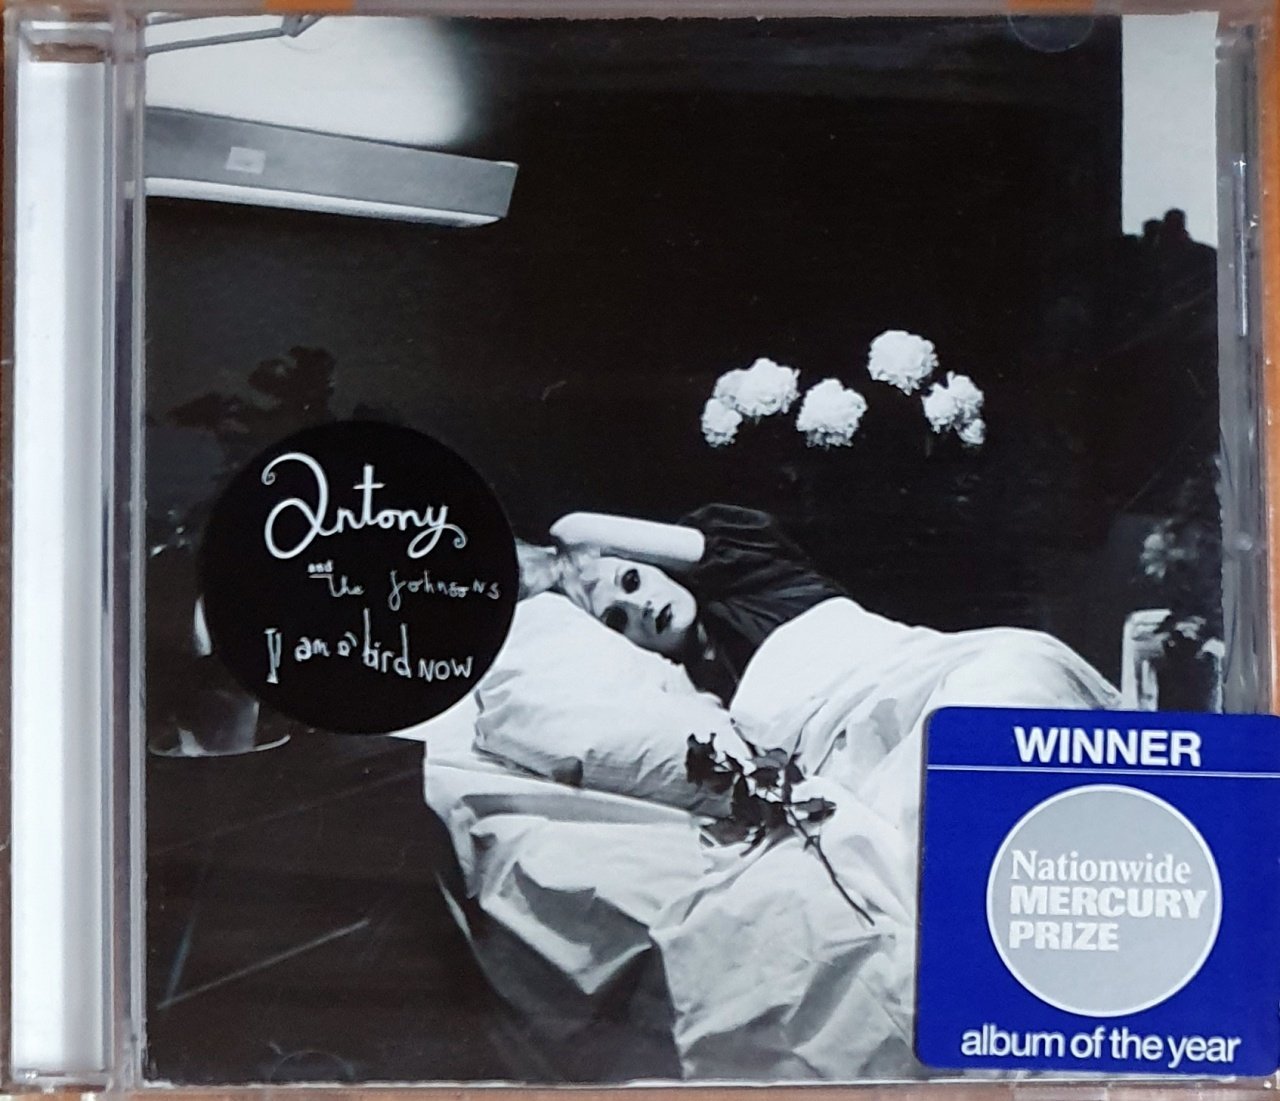 Antony
and the Johnsons
I am a bird now
WINNER
Nationwide
MERCURY
PRIZE
album of the year